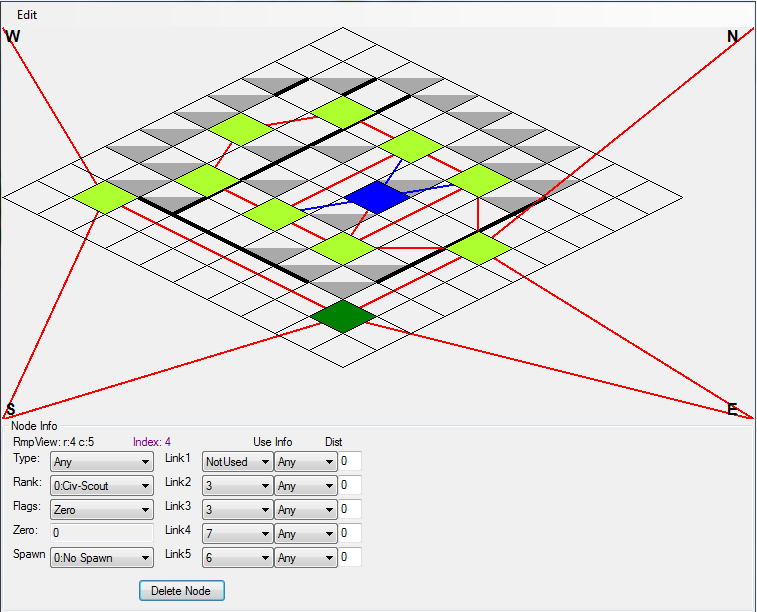 Edit
W
N
S
E
Node Info
RmpView: r:4 c:5 Index: 4 Use Info Dist
Type: Any Link1 NotUsed Any 0
Rank: 0:Civ-Scout Link2 3 Any 0
Flags: Zero Link3 3 Any 0
Zero: 0 Link4 7 Any 0
Spawn 0:No Spawn Link5 6 Any 0
Delete Node